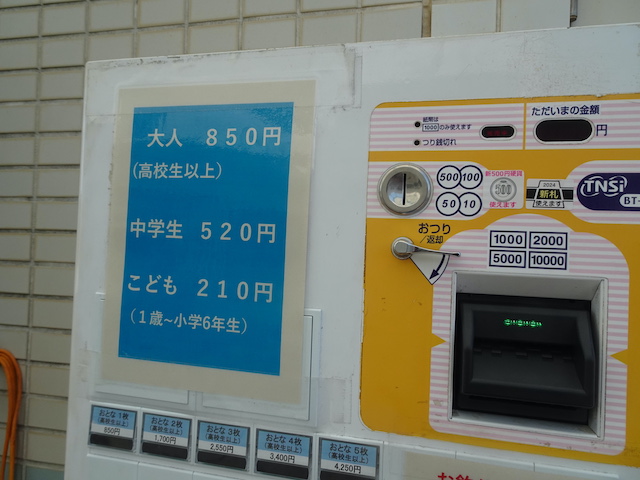 大人　８５０円
(高校生以上)
中学生　５２０円
こども　２１０円
(１歳~小学6年生)
紙幣は
1000のみ使えます
つり銭切れ
ただいまの金額
円
500 100
50 10
新500円硬貨
500
使えます
2024
新札
使えます
TNSi
BT-
おつり
/返却
1000 2000
5000 10000
おとな1枚
(高校生以上)
850円
おとな2枚
(高校生以上)
1,700円
おとな3枚
(高校生以上)
2,550円
おとな4枚
(高校生以上)
3,400円
おとな5枚
(高校生以上)
4,250円